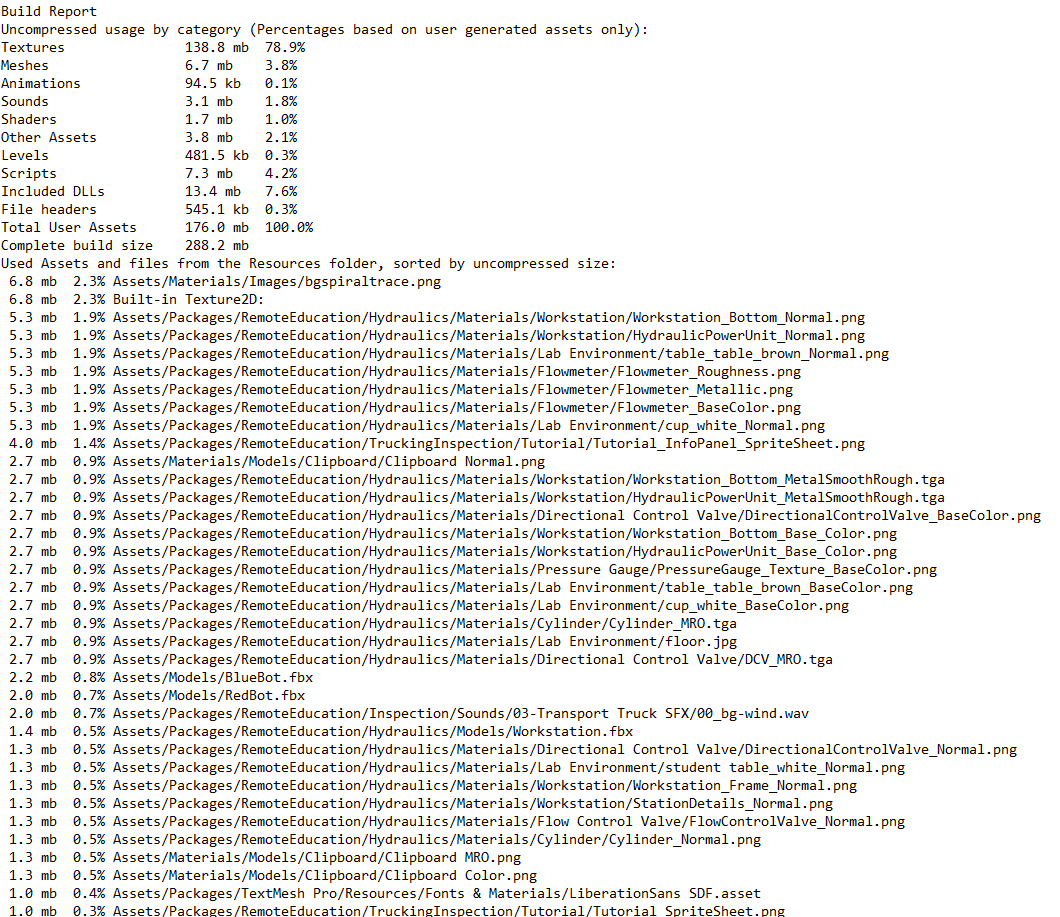 Build Report
Uncompressed usage by category (Percentages based on user generated assets only):
Textures 138.8 mb 78.9%
Meshes 6.7 mb 3.8%
Animations 94.5 kb 0.1%
Sounds 3.1 mb 1.8%
Shaders 1.7 mb 1.0%
Other Assets 3.8 mb 2.1%
Levels 481.5 kb 0.3%
Scripts 7.3 mb 4.2%
Included DLLs 13.4 mb 7.6%
File headers 545.1 kb 0.3%
Total User Assets 176.0 mb 100.0%
Complete build size 288.2 mb
Used Assets and files from the Resources folder, sorted by uncompressed size:
6.8 mb 2.3% Assets/Materials/Images/bgspiraltrace.png
6.8 mb 2.3% Built-in Texture2D:
5.3 mb 1.9% Assets/Packages/RemoteEducation/Hydraulics/Materials/Workstation/Workstation_Bottom_Normal.png
5.3 mb 1.9% Assets/Packages/RemoteEducation/Hydraulics/Materials/Workstation/HydraulicPowerUnit_Normal.png
5.3 mb 1.9% Assets/Packages/RemoteEducation/Hydraulics/Materials/Lab Environment/table_table_brown_Normal.png
5.3 mb 1.9% Assets/Packages/RemoteEducation/Hydraulics/Materials/Flowmeter/Flowmeter_Roughness.png
5.3 mb 1.9% Assets/Packages/RemoteEducation/Hydraulics/Materials/Flowmeter/Flowmeter_Metallic.png
5.3 mb 1.9% Assets/Packages/RemoteEducation/Hydraulics/Materials/Flowmeter/Flowmeter_BaseColor.png
5.3 mb 1.9% Assets/Packages/RemoteEducation/Hydraulics/Materials/Lab Environment/cup_white_Normal.png
4.0 mb 1.4% Assets/Packages/RemoteEducation/TruckingInspection/Tutorial/Tutorial_InfoPanel_SpriteSheet.png
2.7 mb 0.9% Assets/Materials/Models/Clipboard/Clipboard Normal.png
2.7 mb 0.9% Assets/Packages/RemoteEducation/Hydraulics/Materials/Workstation/Workstation_Bottom_MetalSmoothRough.tga
2.7 mb 0.9% Assets/Packages/RemoteEducation/Hydraulics/Materials/Workstation/HydraulicPowerUnit_MetalSmoothRough.tga
2.7 mb 0.9% Assets/Packages/RemoteEducation/Hydraulics/Materials/Directional Control Valve/DirectionalControlValve_BaseColor.png
2.7 mb 0.9% Assets/Packages/RemoteEducation/Hydraulics/Materials/Workstation/Workstation_Bottom_Base_Color.png
2.7 mb 0.9% Assets/Packages/RemoteEducation/Hydraulics/Materials/Workstation/HydraulicPowerUnit_Base_Color.png
2.7 mb 0.9% Assets/Packages/RemoteEducation/Hydraulics/Materials/Pressure Gauge/PressureGauge_Texture_BaseColor.png
2.7 mb 0.9% Assets/Packages/RemoteEducation/Hydraulics/Materials/Lab Environment/table_table_brown_BaseColor.png
2.7 mb 0.9% Assets/Packages/RemoteEducation/Hydraulics/Materials/Lab Environment/cup_white_BaseColor.png
2.7 mb 0.9% Assets/Packages/RemoteEducation/Hydraulics/Materials/Cylinder/Cylinder_MRO.tga
2.7 mb 0.9% Assets/Packages/RemoteEducation/Hydraulics/Materials/Lab Environment/floor.jpg
2.7 mb 0.9% Assets/Packages/RemoteEducation/Hydraulics/Materials/Directional Control Valve/DCV_MRO.tga
2.2 mb 0.8% Assets/Models/BlueBot.fbx
2.0 mb 0.7% Assets/Models/RedBot.fbx
2.0 mb 0.7% Assets/Packages/RemoteEducation/Inspection/Sounds/03-Transport Truck SFX/00_bg-wind.wav
1.4 mb 0.5% Assets/Packages/RemoteEducation/Hydraulics/Models/Workstation.fbx
1.3 mb 0.5% Assets/Packages/RemoteEducation/Hydraulics/Materials/Directional Control Valve/DirectionalControlValve_Normal.png
1.3 mb 0.5% Assets/Packages/RemoteEducation/Hydraulics/Materials/Lab Environment/student table_white_Normal.png
1.3 mb 0.5% Assets/Packages/RemoteEducation/Hydraulics/Materials/Workstation/Workstation_Frame_Normal.png
1.3 mb 0.5% Assets/Packages/RemoteEducation/Hydraulics/Materials/Workstation/StationDetails_Normal.png
1.3 mb 0.5% Assets/Packages/RemoteEducation/Hydraulics/Materials/Flow Control Valve/FlowControlValve_Normal.png
1.3 mb 0.5% Assets/Packages/RemoteEducation/Hydraulics/Materials/Cylinder/Cylinder_Normal.png
1.3 mb 0.5% Assets/Materials/Models/Clipboard/Clipboard MRO.png
1.3 mb 0.5% Assets/Materials/Models/Clipboard/Clipboard Color.png
1.0 mb 0.4% Assets/Packages/TextMesh Pro/Resources/Fonts & Materials/LiberationSans SDF.asset
1.0 mb 0.3% Assets/Packages/RemoteEducation/TruckingInspection/Tutorial/Tutorial SpriteSheet.png